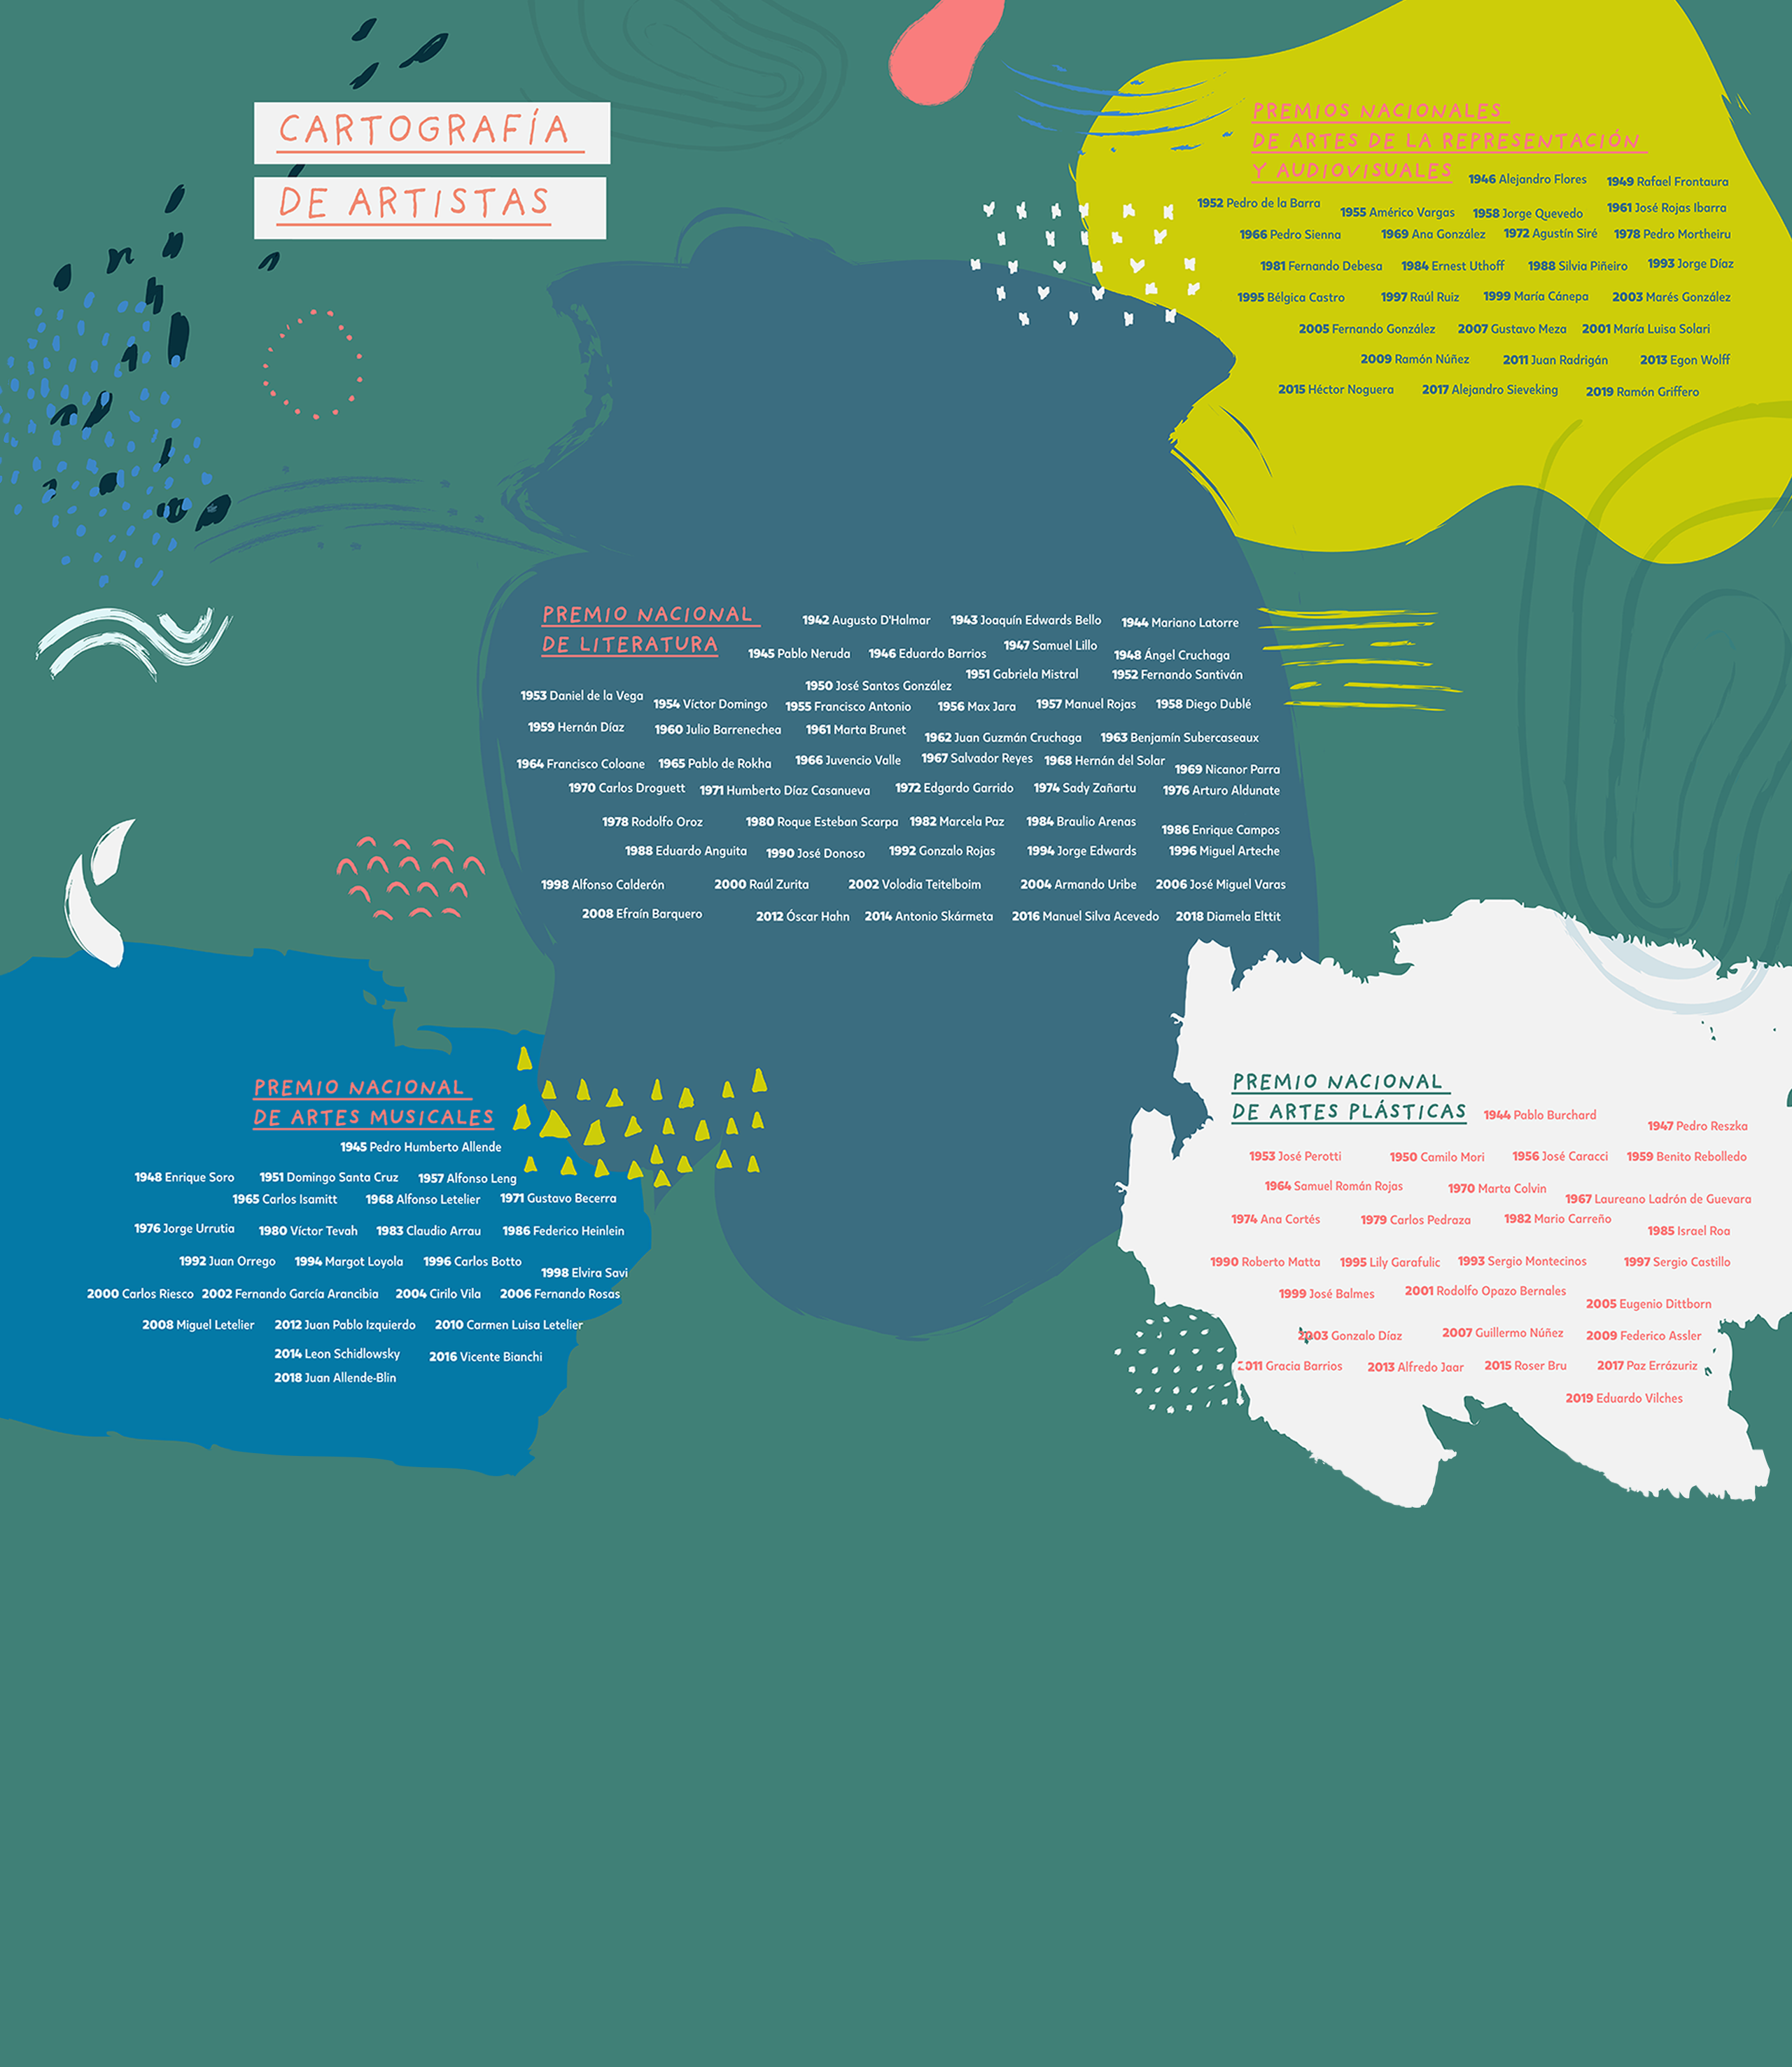 CARTOGRAFÍA
DE ARTISTAS
PREMIOS NACIONALES
DE ARTES DE LA REPRESENTACIÓN
Y AUDIOVISUALES
1946 Alejandro Flores 1949 Rafael Frontaura
1952 Pedro de la Barra 1955 Américo Vargas 1958 Jorge Quevedo 1961 José Rojas Ibarra
1966 Pedro Sienna 1969 Ana González 1972 Agustín Siré 1978 Pedro Mortheiru
1981 Fernando Debesa 1984 Ernest Uthoff 1988 Silvia Piñeiro 1993 Jorge Díaz
1995 Bélgica Castro 1997 Raúl Ruiz 1999 María Cánepa 2003 Marés González
2005 Fernando González 2007 Gustavo Meza 2001 María Luisa Solari
2009 Ramón Núñez 2011 Juan Radrigán 2013 Egon Wolff
2015 Héctor Noguera 2017 Alejandro Sieveking 2019 Ramón Griffero
PREMIO NACIONAL
DE LITERATURA
1942 Augusto D'Halmar 1943 Joaquín Edwards Bello 1944 Mariano Latorre
1945 Pablo Neruda 1946 Eduardo Barrios 1947 Samuel Lillo 1948 Ángel Cruchaga
1950 José Santos González 1951 Gabriela Mistral 1952 Fernando Santiván
1953 Daniel de la Vega 1954 Víctor Domingo 1955 Francisco Antonio 1956 Max Jara 1957 Manuel Rojas 1958 Diego Dublé
1959 Hernán Díaz 1960 Julio Barrenechea 1961 Marta Brunet 1962 Juan Guzmán Cruchaga 1963 Benjamín Subercaseaux
1964 Francisco Coloane 1965 Pablo de Rokha 1966 Juvencio Valle 1967 Salvador Reyes 1968 Hernán del Solar 1969 Nicanor Parra
1970 Carlos Droguett 1971 Humberto Díaz Casanueva 1972 Edgardo Garrido 1974 Sady Zañartu 1976 Arturo Aldunate
1978 Rodolfo Oroz 1980 Roque Esteban Scarpa 1982 Marcela Paz 1984 Braulio Arenas 1986 Enrique Campos
1988 Eduardo Anguita 1990 José Donoso 1992 Gonzalo Rojas 1994 Jorge Edwards 1996 Miguel Arteche
1998 Alfonso Calderón 2000 Raúl Zurita 2002 Volodia Teitelboim 2004 Armando Uribe 2006 José Miguel Varas
2008 Efraín Barquero 2012 Óscar Hahn 2014 Antonio Skármeta 2016 Manuel Silva Acevedo 2018 Diamela Elttit
PREMIO NACIONAL
DE ARTES MUSICALES
1945 Pedro Humberto Allende
1948 Enrique Soro 1951 Domingo Santa Cruz 1957 Alfonso Leng
1965 Carlos Isamitt 1968 Alfonso Letelier 1971 Gustavo Becerra
1976 Jorge Urrutia 1980 Víctor Tevah 1983 Claudio Arrau 1986 Federico Heinlein
1992 Juan Orrego 1994 Margot Loyola 1996 Carlos Botto 1998 Elvira Savi
2000 Carlos Riesco 2002 Fernando García Arancibia 2004 Cirilo Vila 2006 Fernando Rosas
2008 Miguel Letelier 2012 Juan Pablo Izquierdo 2010 Carmen Luisa Letelier
2014 Leon Schidlowsky 2016 Vicente Bianchi
2018 Juan Allende-Blin
PREMIO NACIONAL
DE ARTES PLÁSTICAS
1944 Pablo Burchard 1947 Pedro Reszka
1953 José Perotti 1950 Camilo Mori 1956 José Caracci 1959 Benito Rebolledo
1964 Samuel Román Rojas 1970 Marta Colvin 1967 Laureano Ladrón de Guevara
1974 Ana Cortés 1979 Carlos Pedraza 1982 Mario Carreño 1985 Israel Roa
1990 Roberto Matta 1995 Lily Garafulic 1993 Sergio Montecinos 1997 Sergio Castillo
1999 José Balmes 2001 Rodolfo Opazo Bernales 2005 Eugenio Dittborn
2003 Gonzalo Díaz 2007 Guillermo Núñez 2009 Federico Assler
2011 Gracia Barrios 2013 Alfredo Jaar 2015 Roser Bru 2017 Paz Errázuriz
2019 Eduardo Vilches